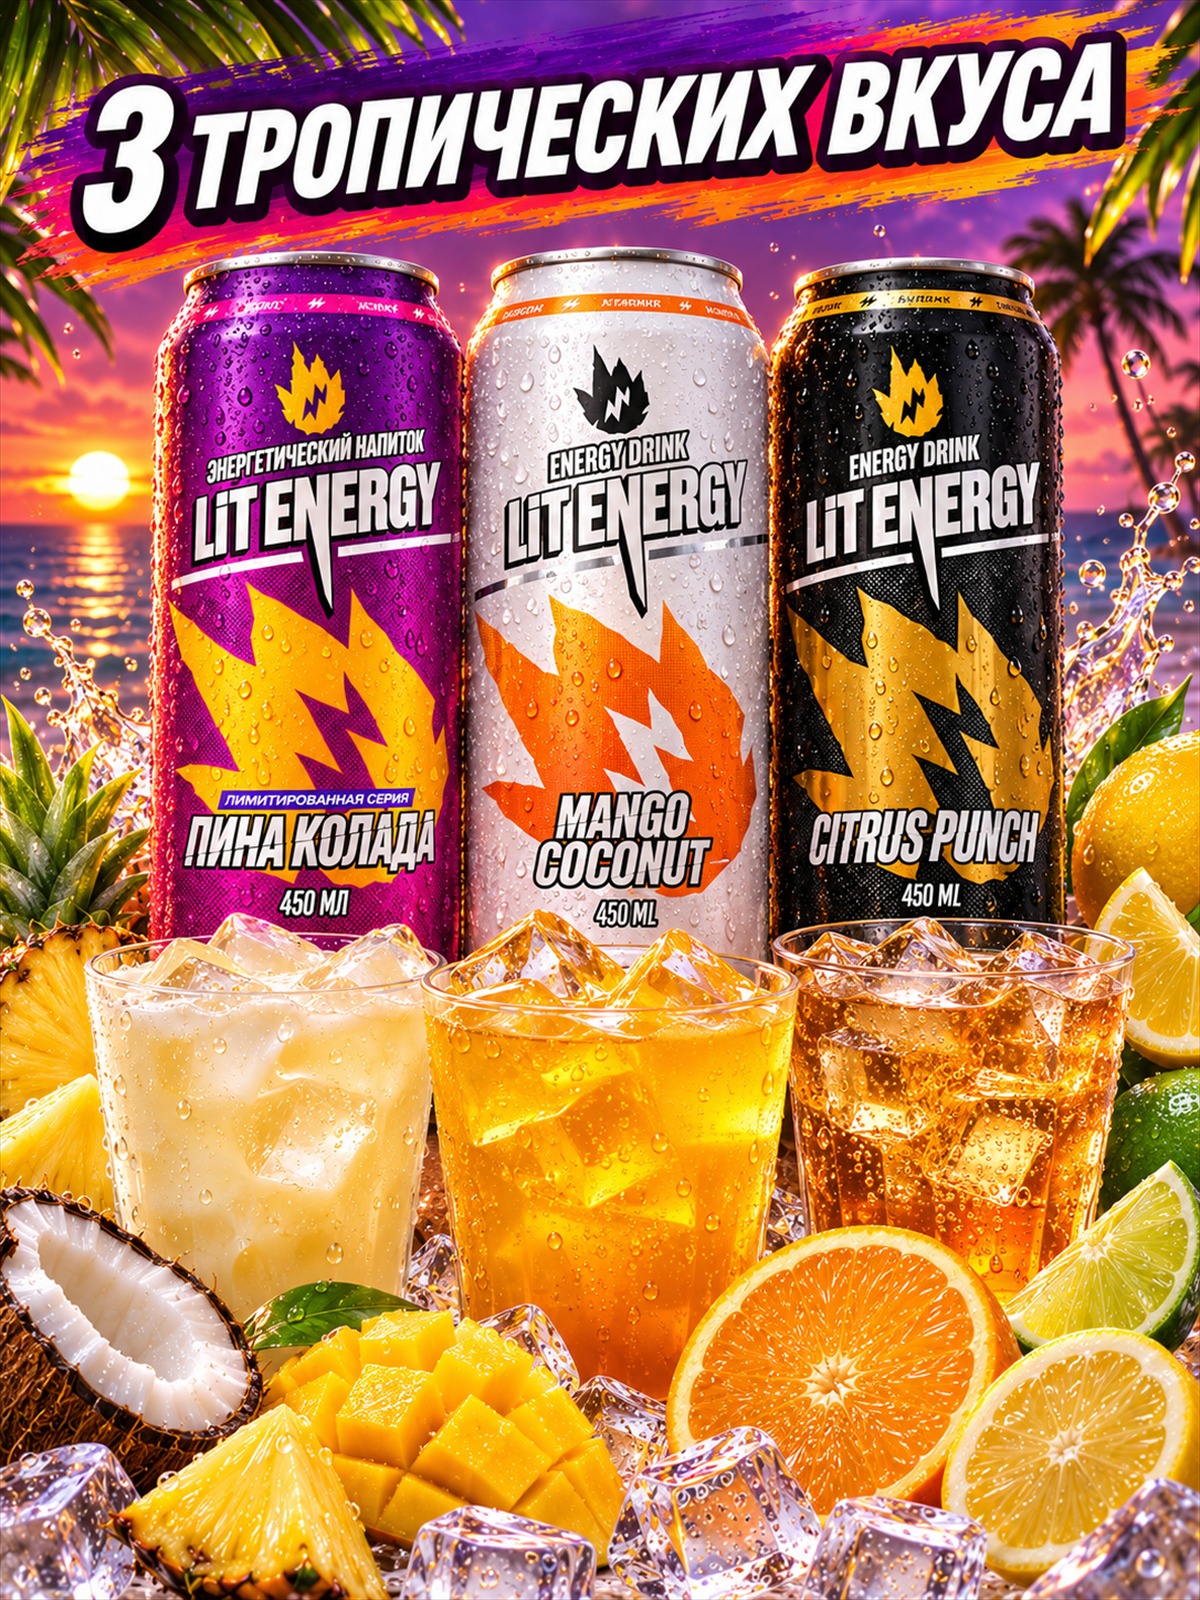 3 ТРОПИЧЕСКИХ ВКУСА
ЭНЕРГЕТИЧЕСКИЙ НАПИТОК
LIT ENERGY
ЛИМИТИРОВАННАЯ СЕРИЯ
ПИНА КОЛАДА
450 МЛ
ENERGY DRINK
LIT ENERGY
MANGO
COCONUT
450 ML
ENERGY DRINK
LIT ENERGY
CITRUS PUNCH
450 ML